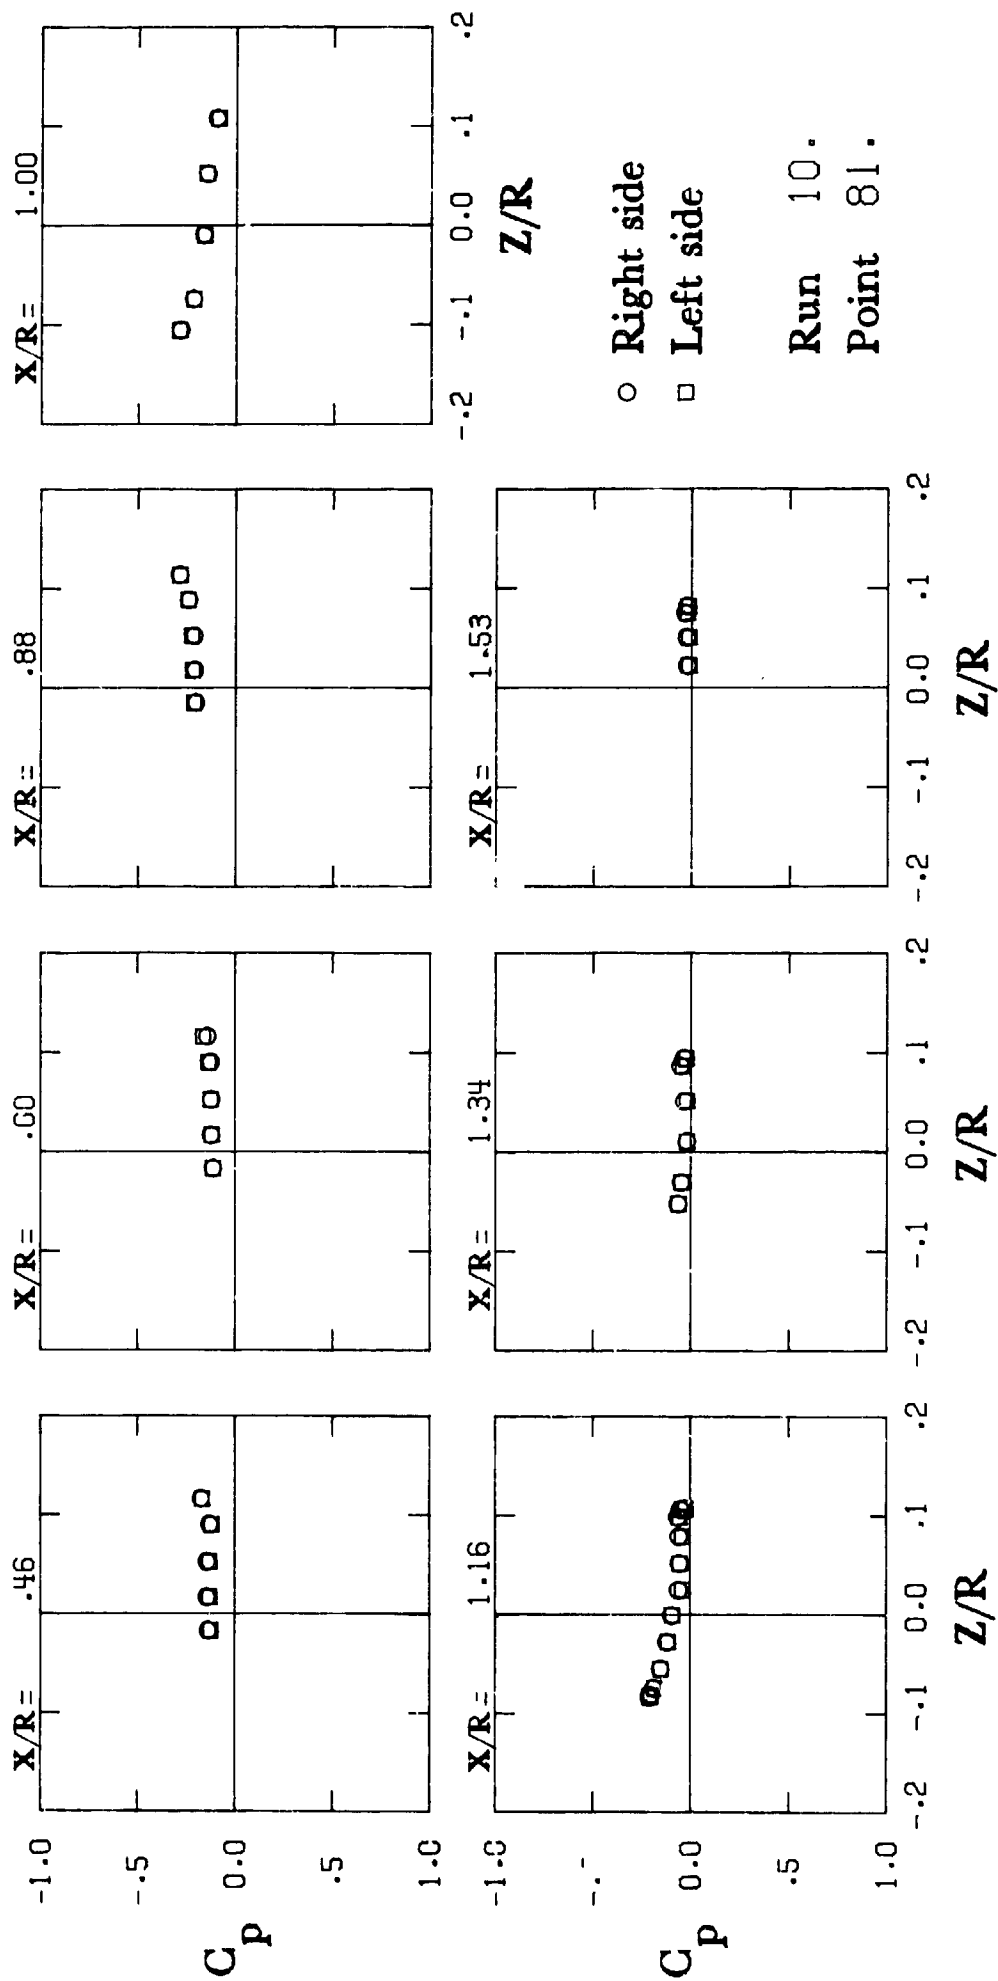 X/R= .46
X/R= .60
X/R= .88
X/R= 1.00
-1.0
-.5
0.0
.5
1.0
C p
-.2 -.1 0.0 .1 .2
Z/R
X/R= 1.16
X/R= 1.34
X/R= 1.53
-1.0
-.
0.0
.5
1.0
C p
-.2 -.1 0.0 .1 .2
Z/R
-.2 -.1 0.0 .1 .2
Z/R
-.2 -.1 0.0 .1 .2
Z/R
○ Right side
□ Left side
Run 10.
Point 81.